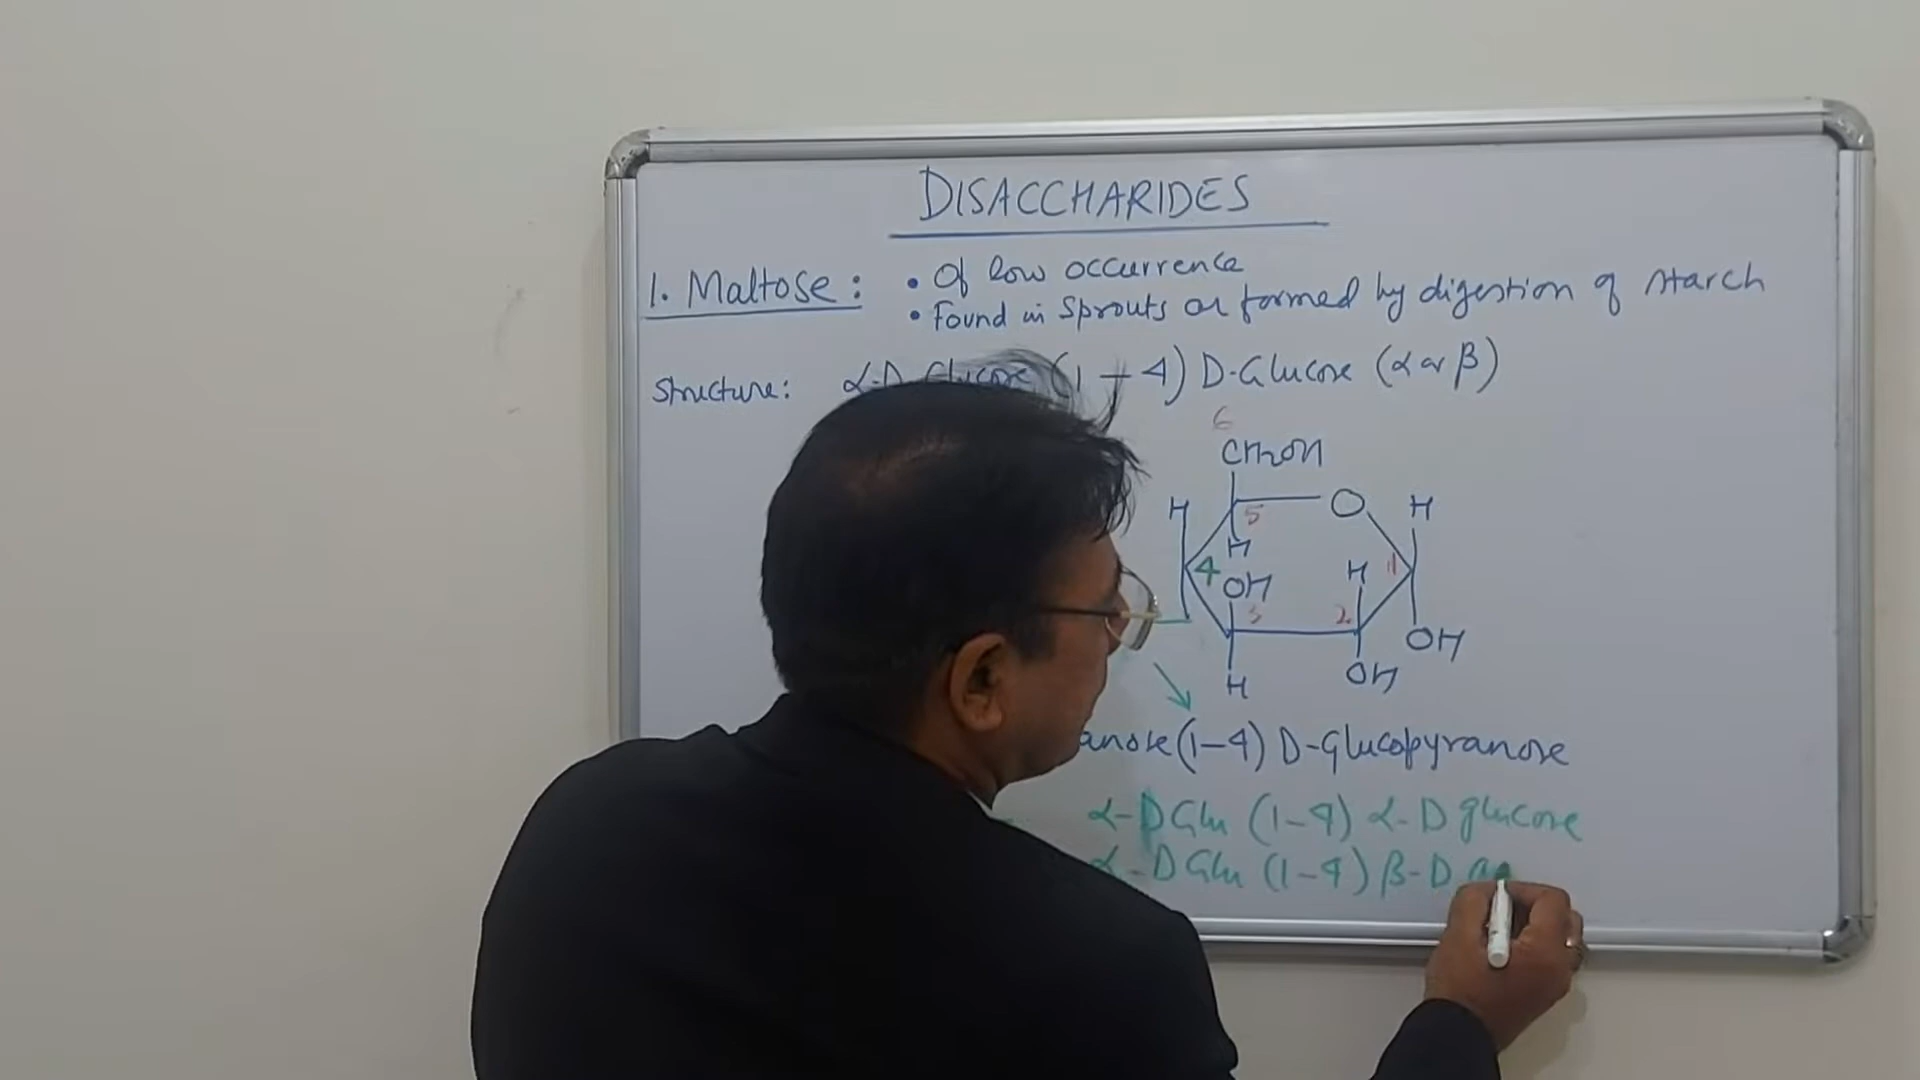 DISACCHARIDES
1. Maltose :
• Of low occurrence
• Found in Sprouts or formed by digestion of starch
Structure: α-D-Glucose (1-4) D-Glucose (α or β)
6
CH2OH
H 5 O H
H
4 OH H 1
3 2
OH
OH
H
anose (1-4) D-Glucopyranose
α-D Glu (1-4) α-D glucose
α-D Glu (1-4) β-D